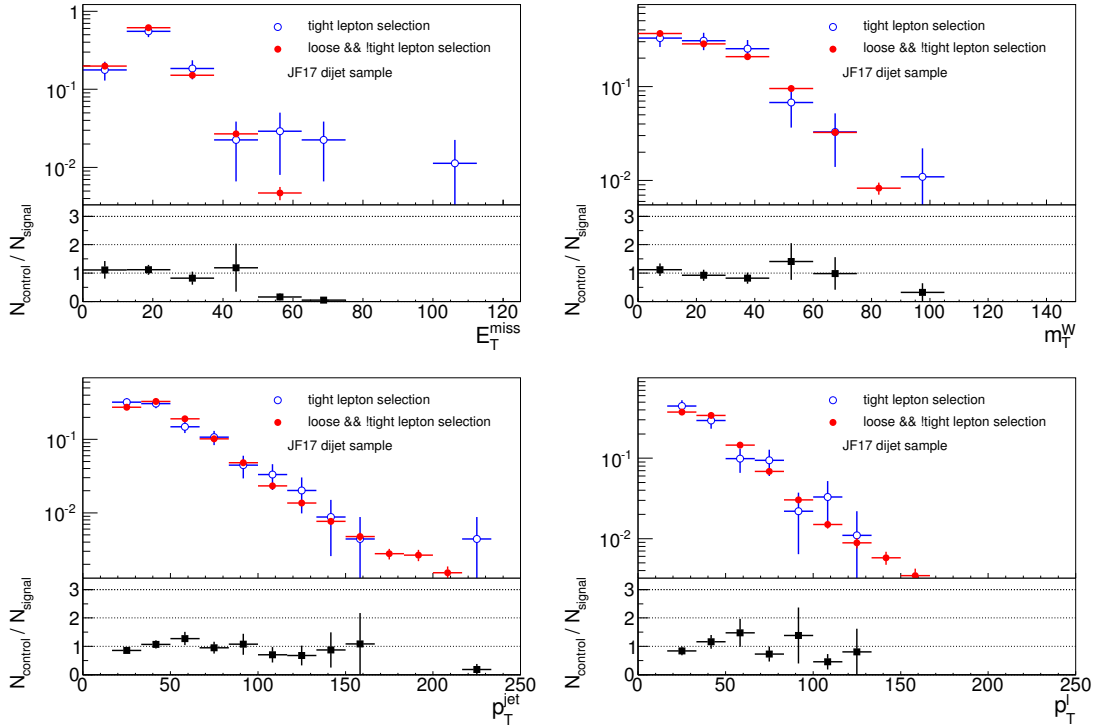 1
10⁻¹
10⁻²
tight lepton selection
loose && !tight lepton selection
JF17 dijet sample
N_control / N_signal
3
2
1
0
0 20 40 60 80 100 120
E_T^miss
10⁻¹
10⁻²
tight lepton selection
loose && !tight lepton selection
JF17 dijet sample
N_control / N_signal
3
2
1
0
0 20 40 60 80 100 120 140
m_T^W
10⁻¹
10⁻²
tight lepton selection
loose && !tight lepton selection
JF17 dijet sample
N_control / N_signal
3
2
1
0
0 50 100 150 200 250
p_T^jet
10⁻¹
10⁻²
tight lepton selection
loose && !tight lepton selection
JF17 dijet sample
N_control / N_signal
3
2
1
0
0 50 100 150 200 250
p_T^l